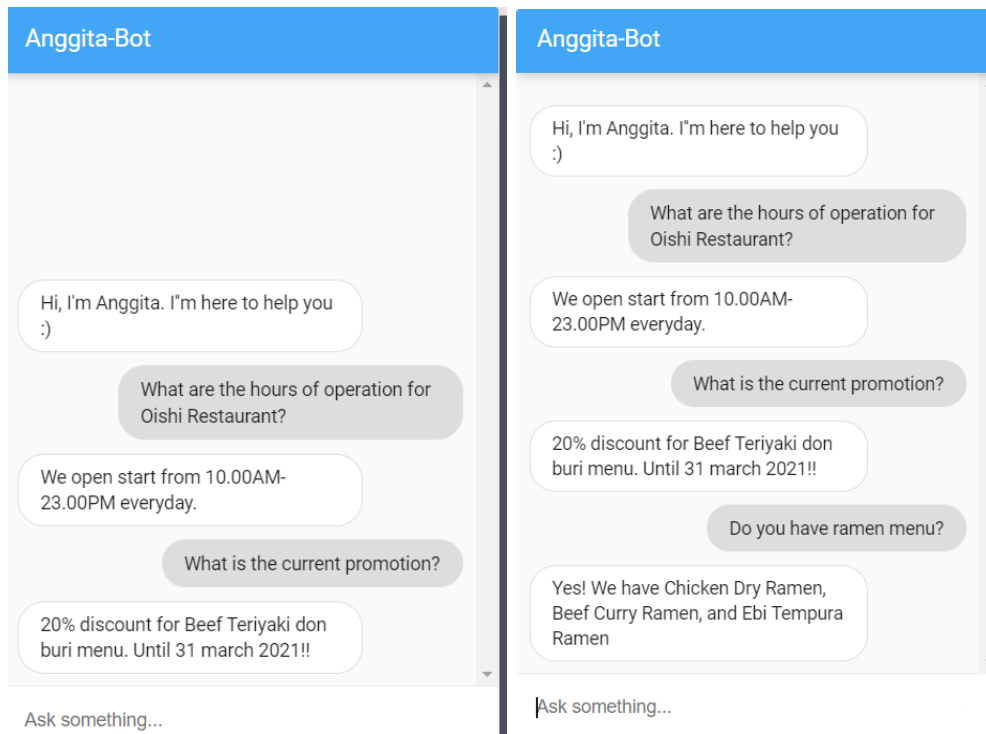 Anggita-Bot
Hi, I'm Anggita. I"m here to help you
:)
What are the hours of operation for
Oishi Restaurant?
We open start from 10.00AM-
23.00PM everyday.
What is the current promotion?
20% discount for Beef Teriyaki don
buri menu. Until 31 march 2021!!
Ask something...
Anggita-Bot
Hi, I'm Anggita. I"m here to help you
:)
What are the hours of operation for
Oishi Restaurant?
We open start from 10.00AM-
23.00PM everyday.
What is the current promotion?
20% discount for Beef Teriyaki don
buri menu. Until 31 march 2021!!
Do you have ramen menu?
Yes! We have Chicken Dry Ramen,
Beef Curry Ramen, and Ebi Tempura
Ramen
Ask something...